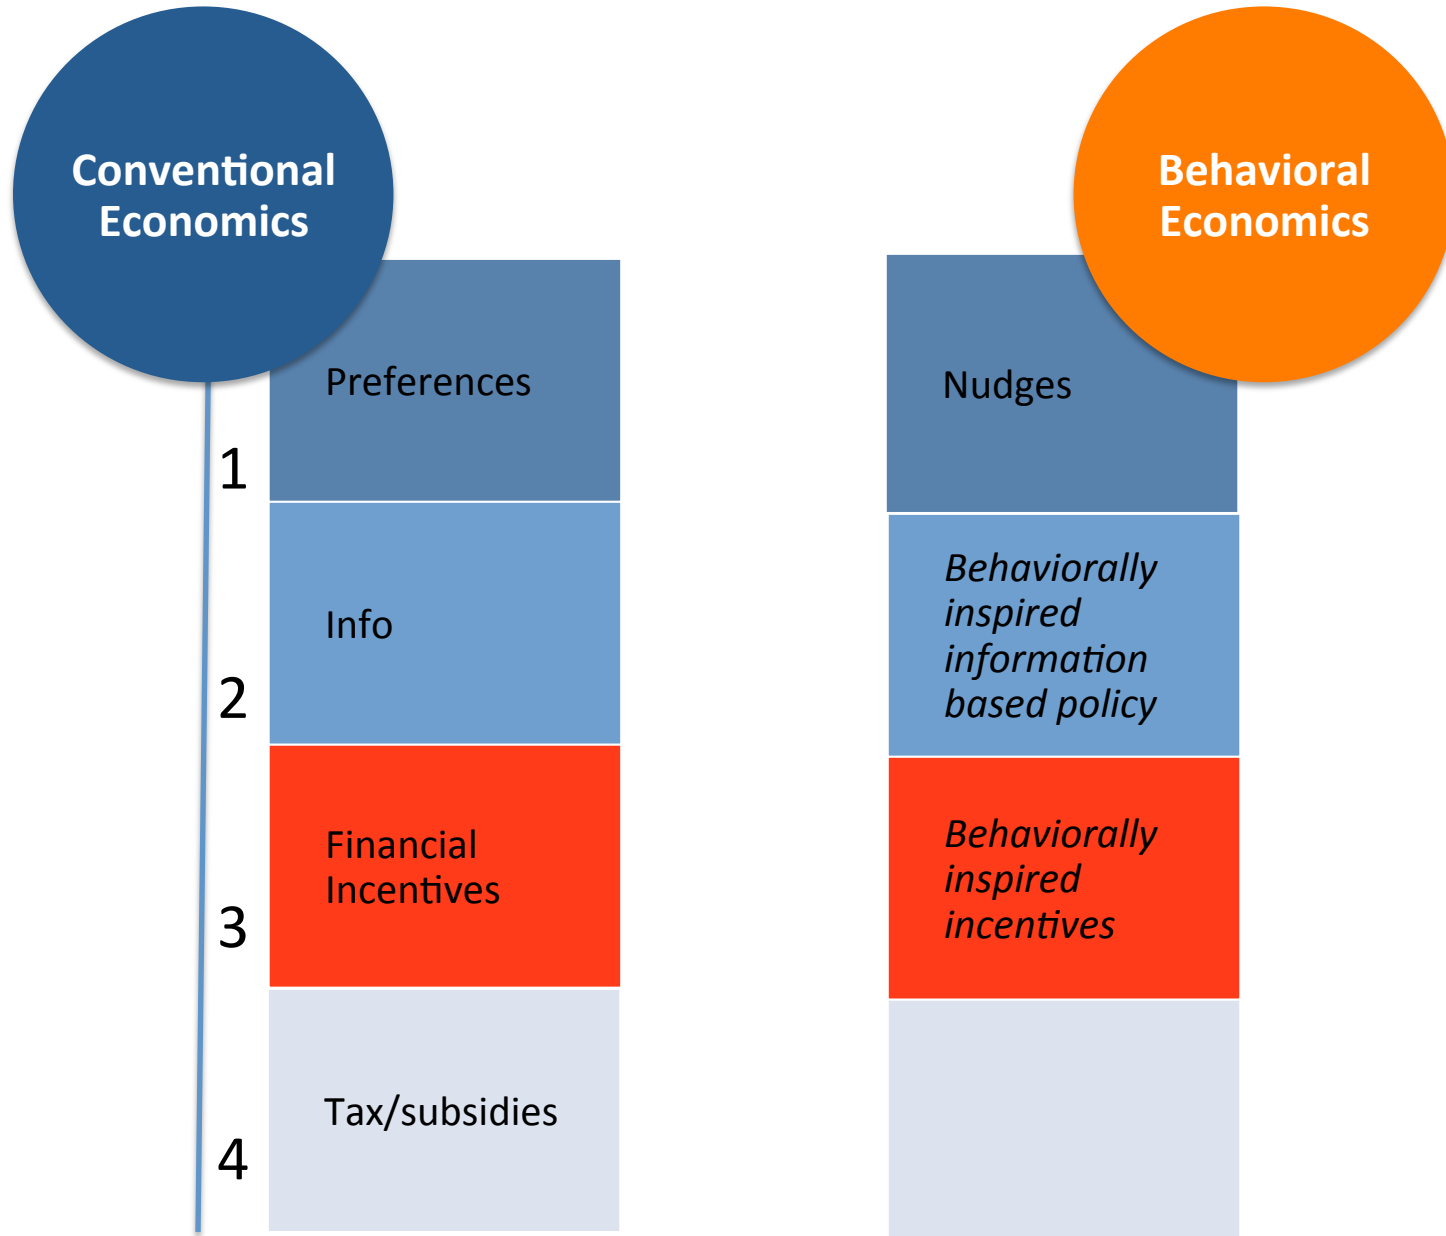 Conventional
Economics
Behavioral
Economics
Preferences
Nudges
1
Info
Behaviorally
inspired
information
based policy
2
Financial
Incentives
Behaviorally
inspired
incentives
3
Tax/subsidies
4